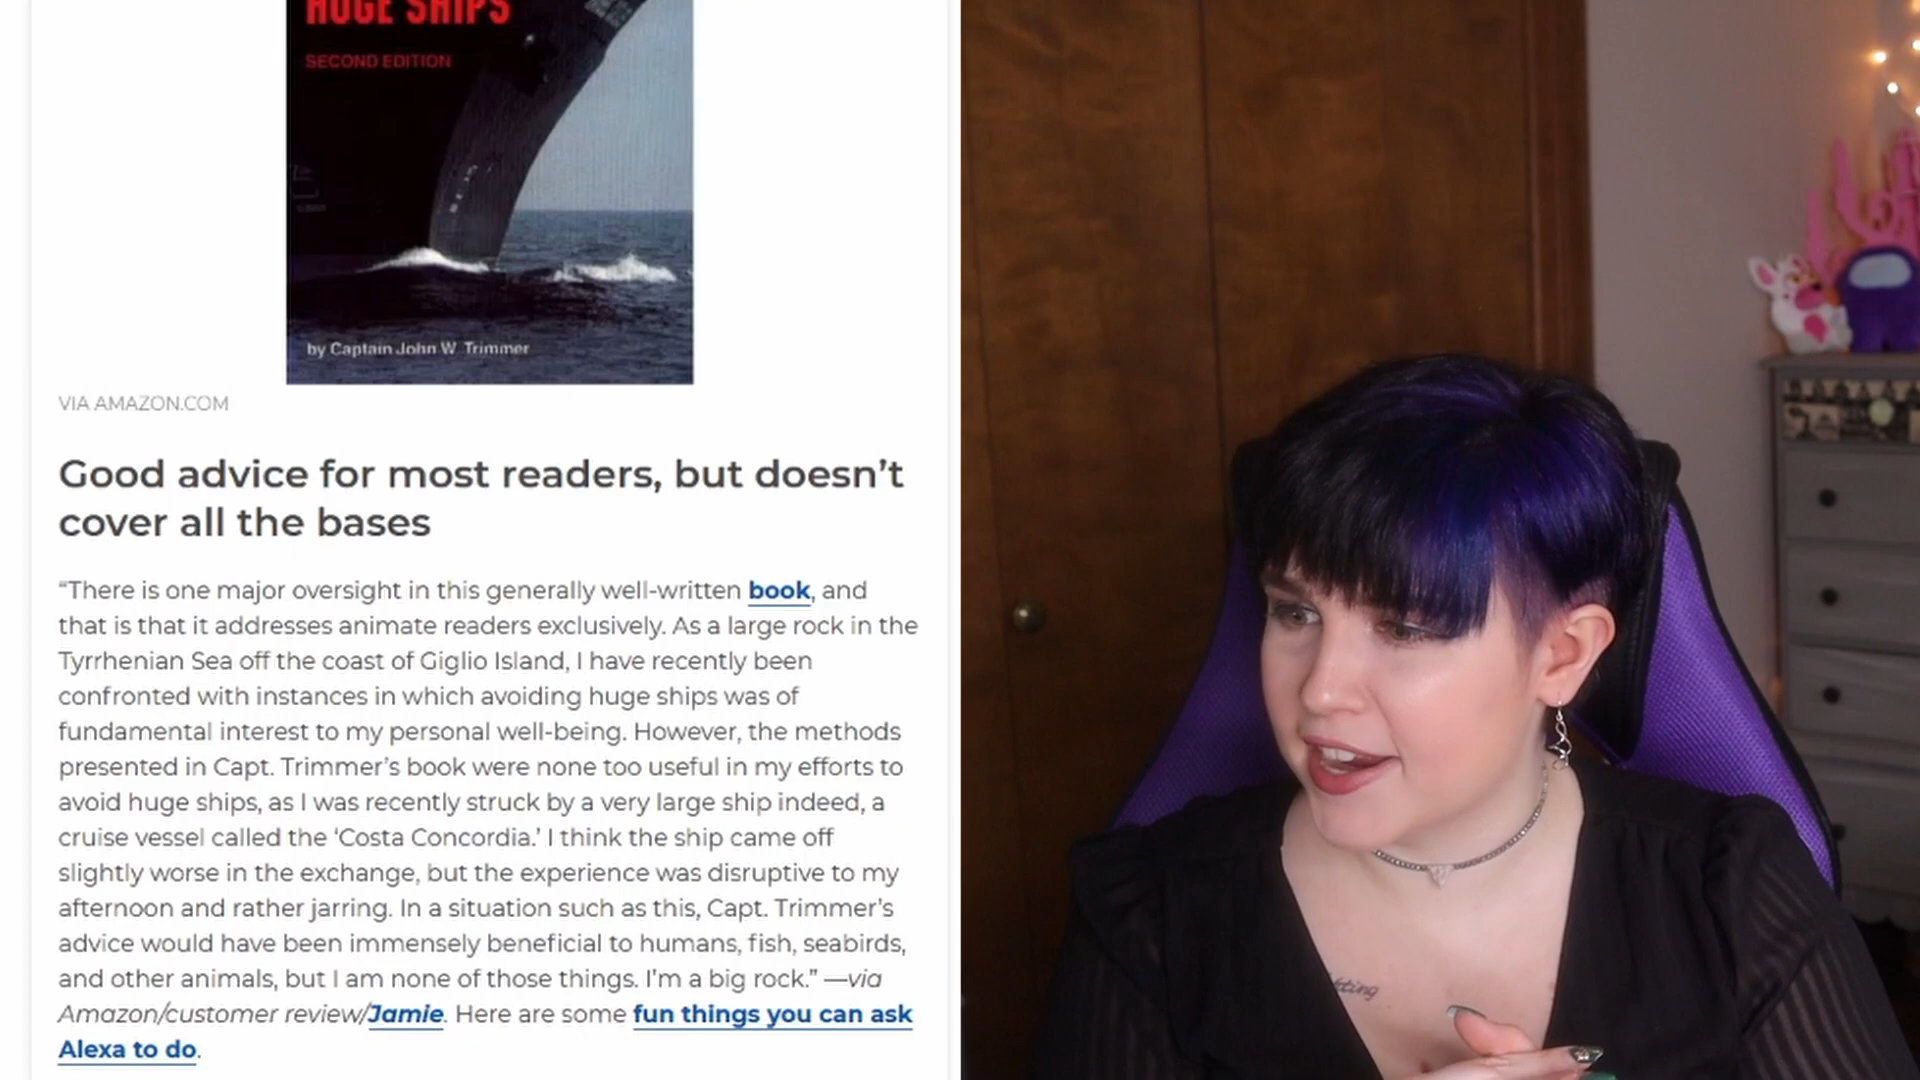 HUGE SHIPS
SECOND EDITION
by Captain John W. Trimmer
VIA AMAZON.COM
Good advice for most readers, but doesn’t
cover all the bases
“There is one major oversight in this generally well-written book, and
that is that it addresses animate readers exclusively. As a large rock in the
Tyrrhenian Sea off the coast of Giglio Island, I have recently been
confronted with instances in which avoiding huge ships was of
fundamental interest to my personal well-being. However, the methods
presented in Capt. Trimmer’s book were none too useful in my efforts to
avoid huge ships, as I was recently struck by a very large ship indeed, a
cruise vessel called the ‘Costa Concordia.’ I think the ship came off
slightly worse in the exchange, but the experience was disruptive to my
afternoon and rather jarring. In a situation such as this, Capt. Trimmer’s
advice would have been immensely beneficial to humans, fish, seabirds,
and other animals, but I am none of those things. I’m a big rock.” —via
Amazon/customer review/Jamie. Here are some fun things you can ask
Alexa to do.